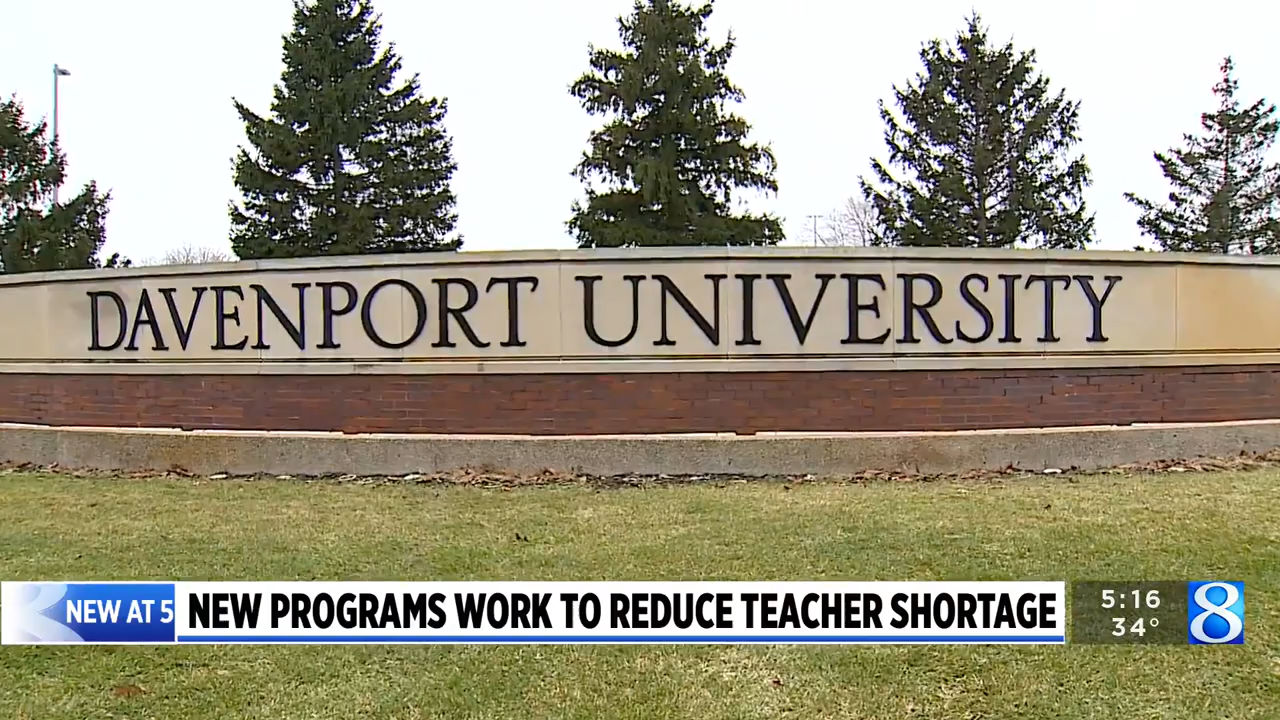 DAVENPORT UNIVERSITY
NEW AT 5
NEW PROGRAMS WORK TO REDUCE TEACHER SHORTAGE
5:16
34°
8